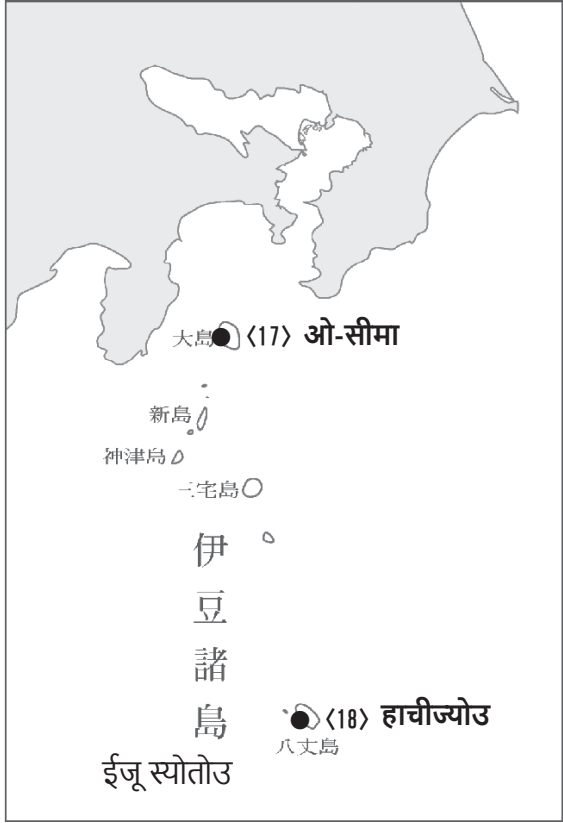 大島 〈17〉 ओ-सीमा
新島
神津島
三宅島
伊豆諸島
〈18〉 हाचीज्योउ
八丈島
ईजू स्योतोउ